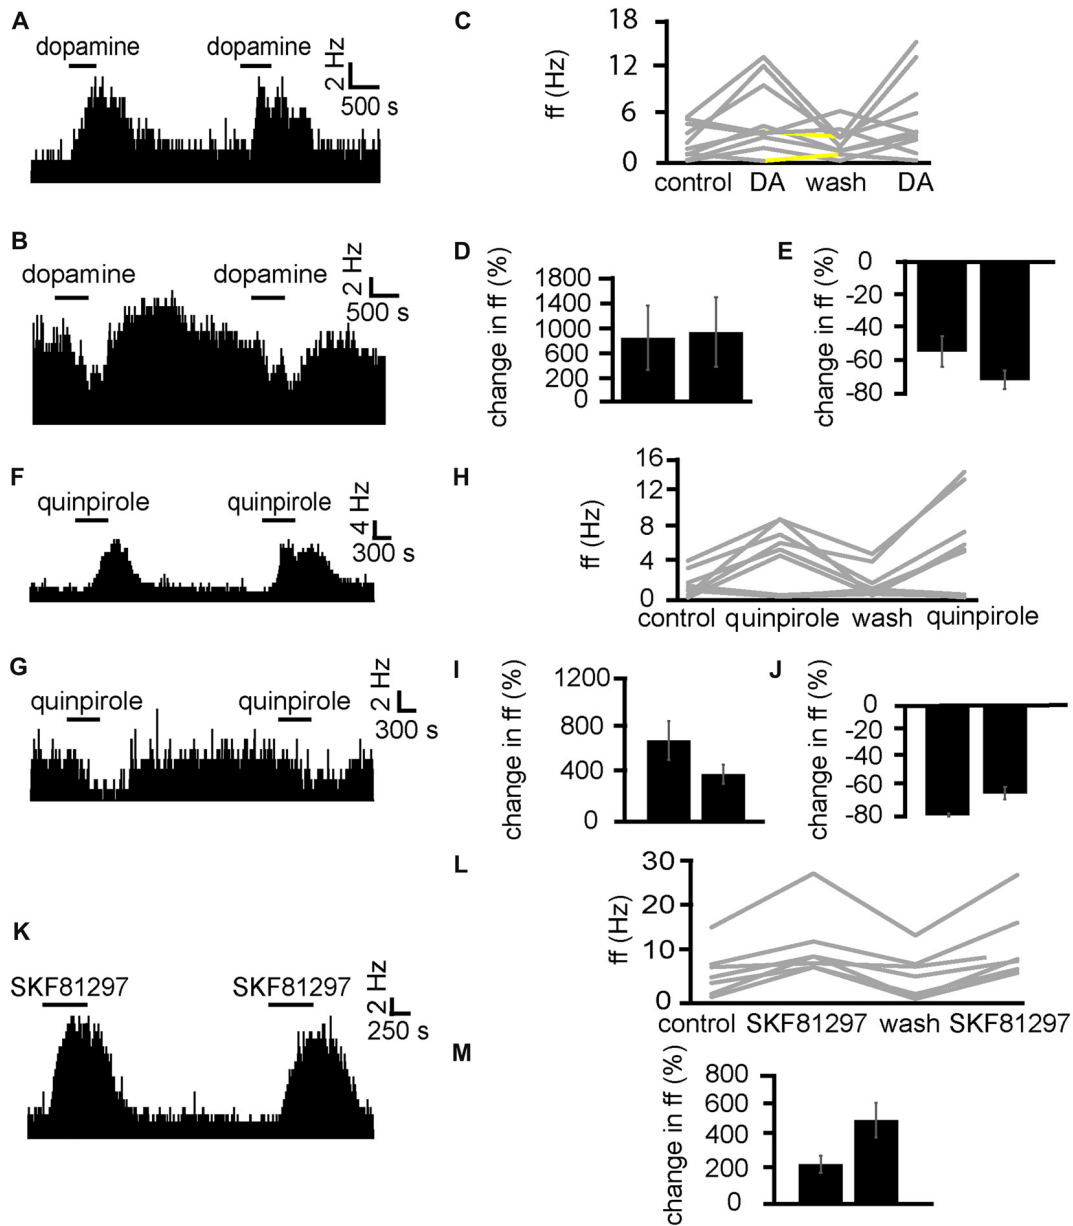 A
dopamine
dopamine
2 Hz
500 s
C
ff (Hz)
18
12
6
0
control DA wash DA
B
dopamine
dopamine
2 Hz
500 s
D
change in ff (%)
1800
1400
1000
600
200
0
E
change in ff (%)
0
-20
-40
-60
-80
F
quinpirole
quinpirole
4 Hz
300 s
H
ff (Hz)
16
12
8
4
0
control quinpirole wash quinpirole
G
quinpirole
quinpirole
2 Hz
300 s
I
change in ff (%)
1200
800
400
0
J
change in ff (%)
0
-20
-40
-60
-80
K
SKF81297
SKF81297
2 Hz
250 s
L
ff (Hz)
30
20
10
0
control SKF81297 wash SKF81297
M
change in ff (%)
800
600
400
200
0